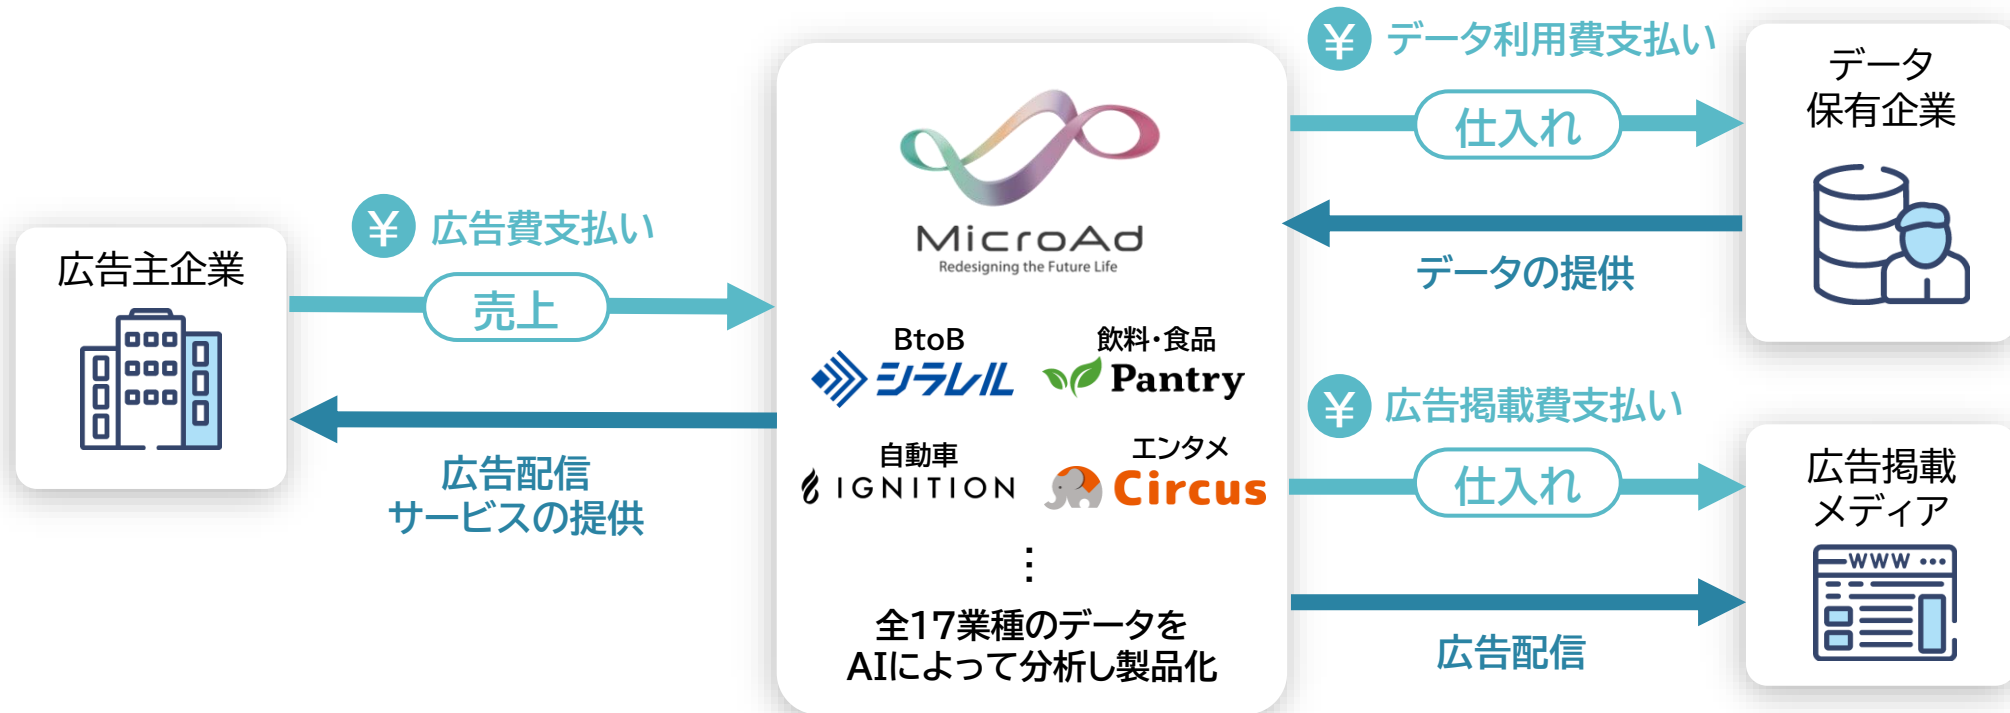 広告主企業
¥ 広告費支払い
売上
広告配信
サービスの提供
MicroAd
Redesigning the Future Life
BtoB
シラレル
飲料・食品
Pantry
自動車
IGNITION
エンタメ
Circus
⋮
全17業種のデータを
AIによって分析し製品化
¥ データ利用費支払い
仕入れ
データの提供
データ
保有企業
¥ 広告掲載費支払い
仕入れ
広告配信
広告掲載
メディア
WWW